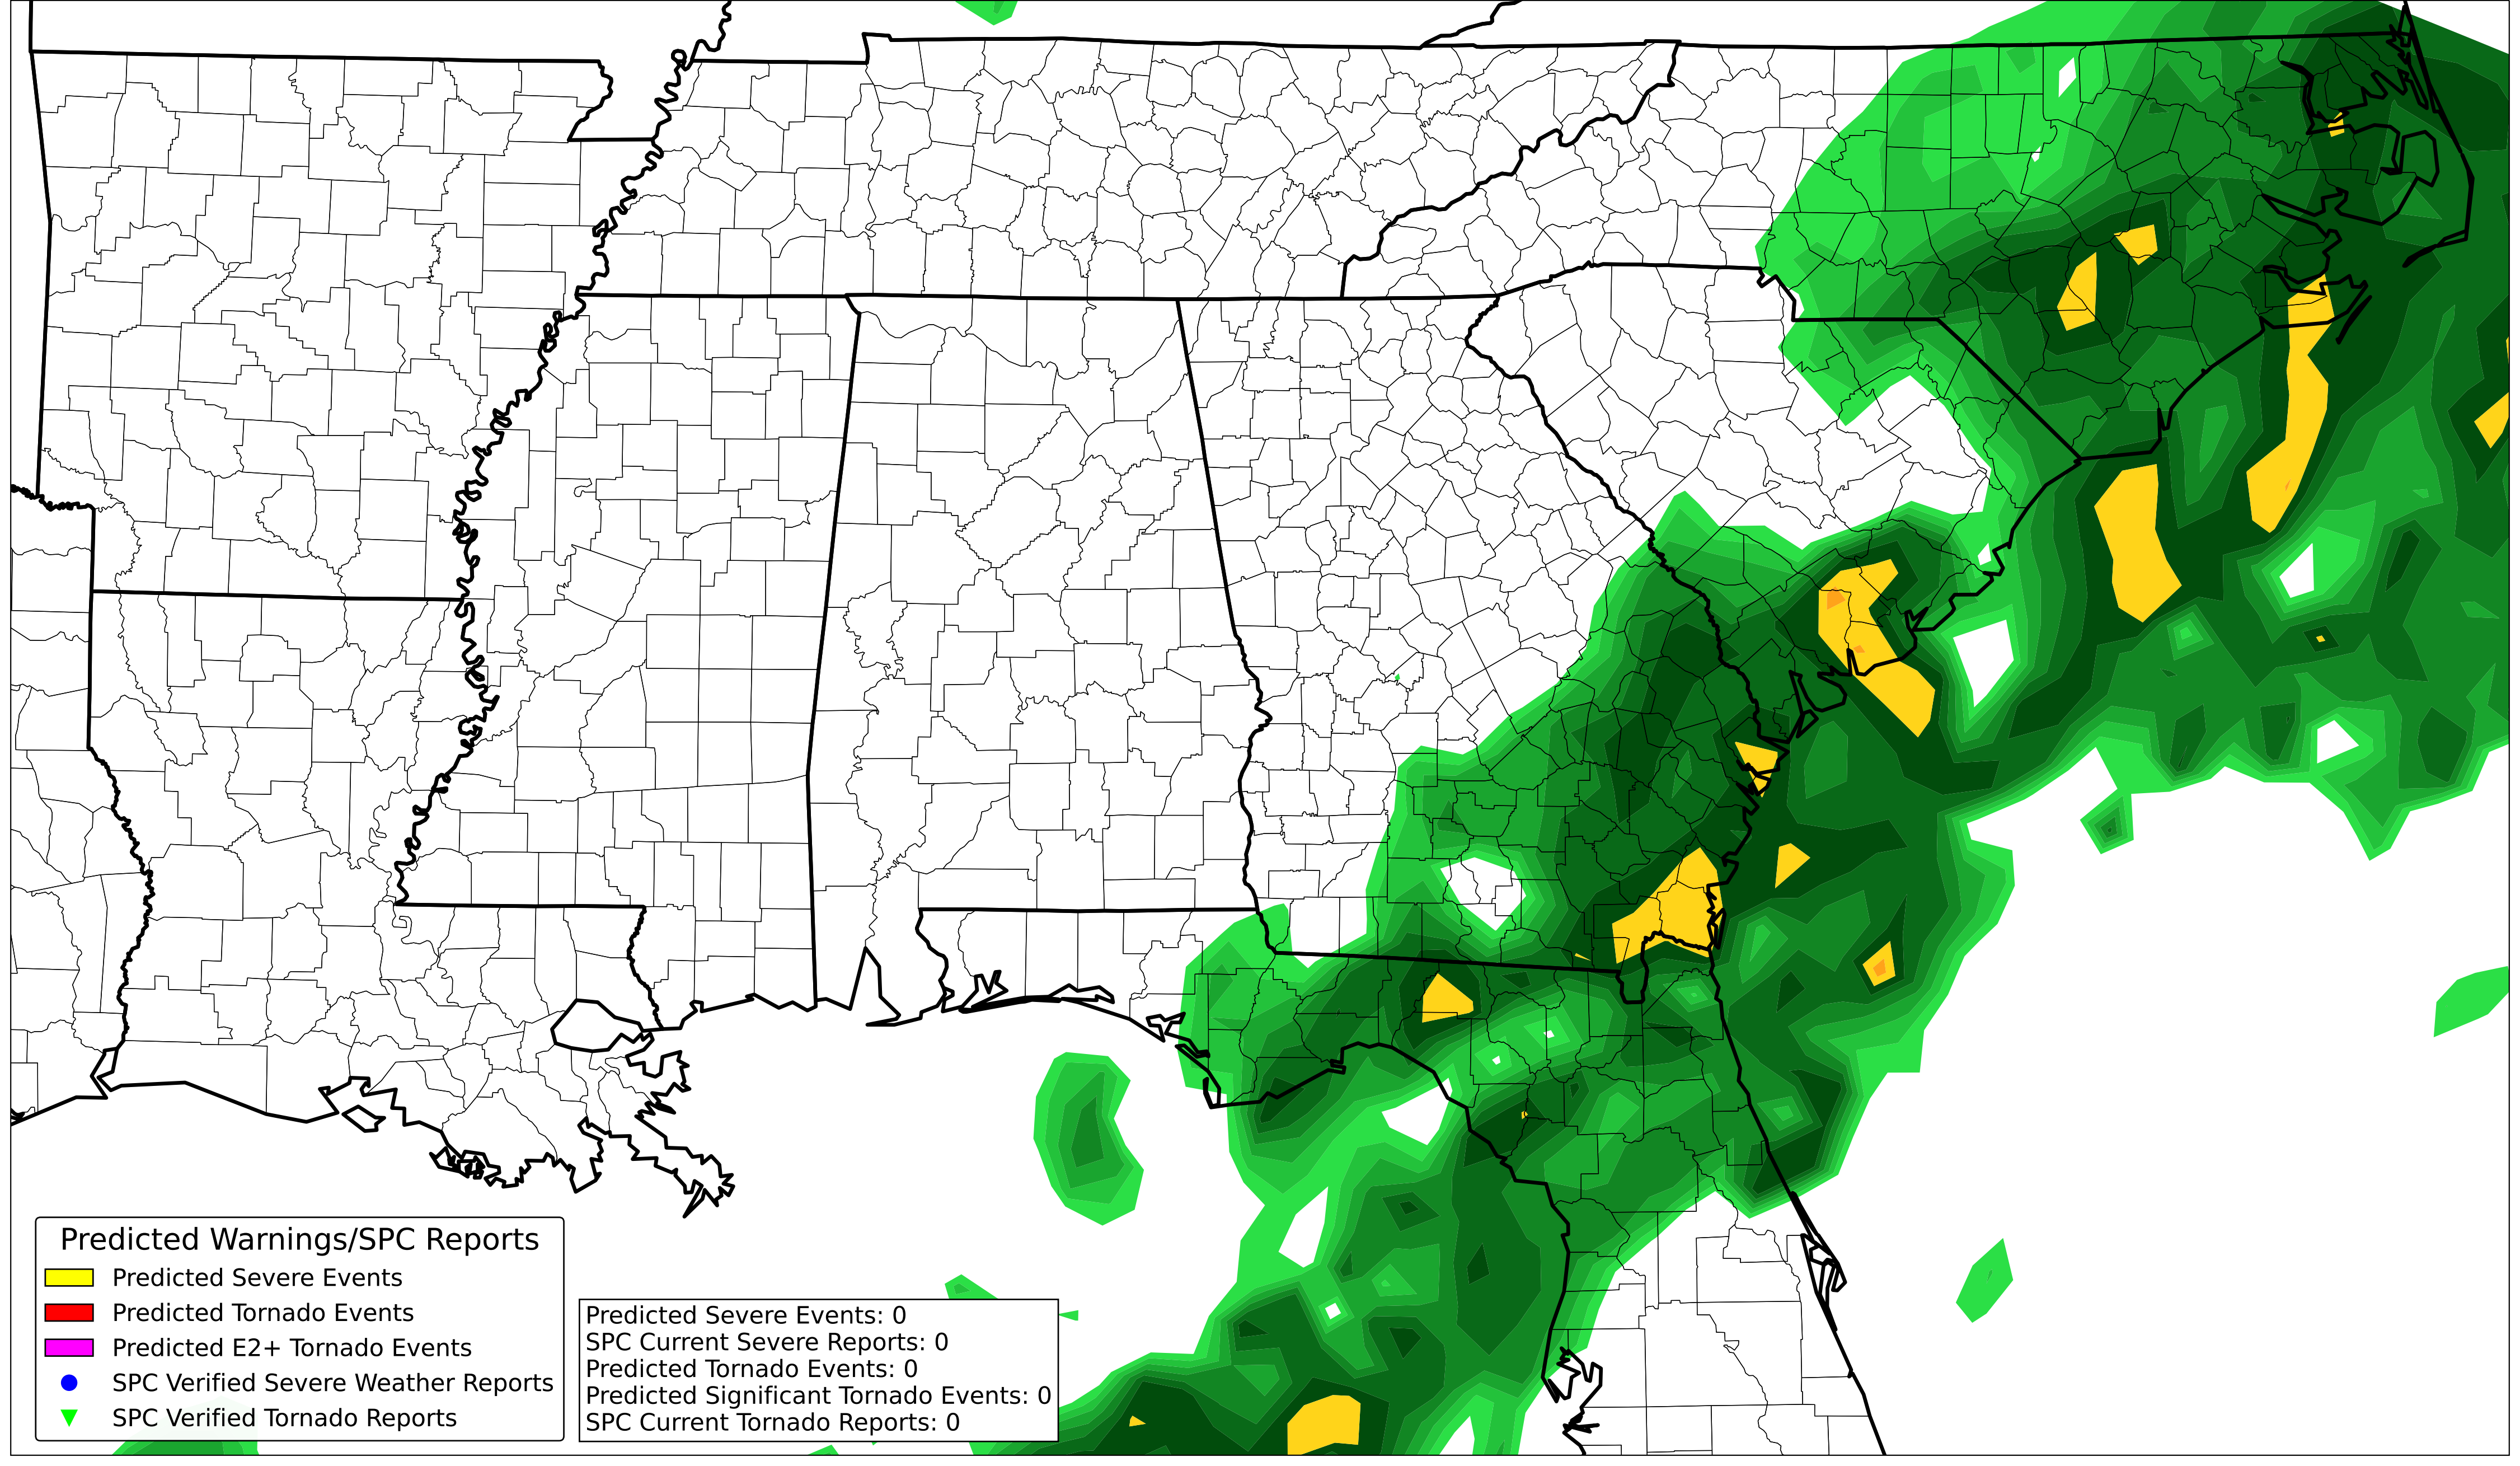 Predicted Warnings/SPC Reports
Predicted Severe Events
Predicted Tornado Events
Predicted E2+ Tornado Events
SPC Verified Severe Weather Reports
SPC Verified Tornado Reports
Predicted Severe Events: 0
SPC Current Severe Reports: 0
Predicted Tornado Events: 0
Predicted Significant Tornado Events: 0
SPC Current Tornado Reports: 0